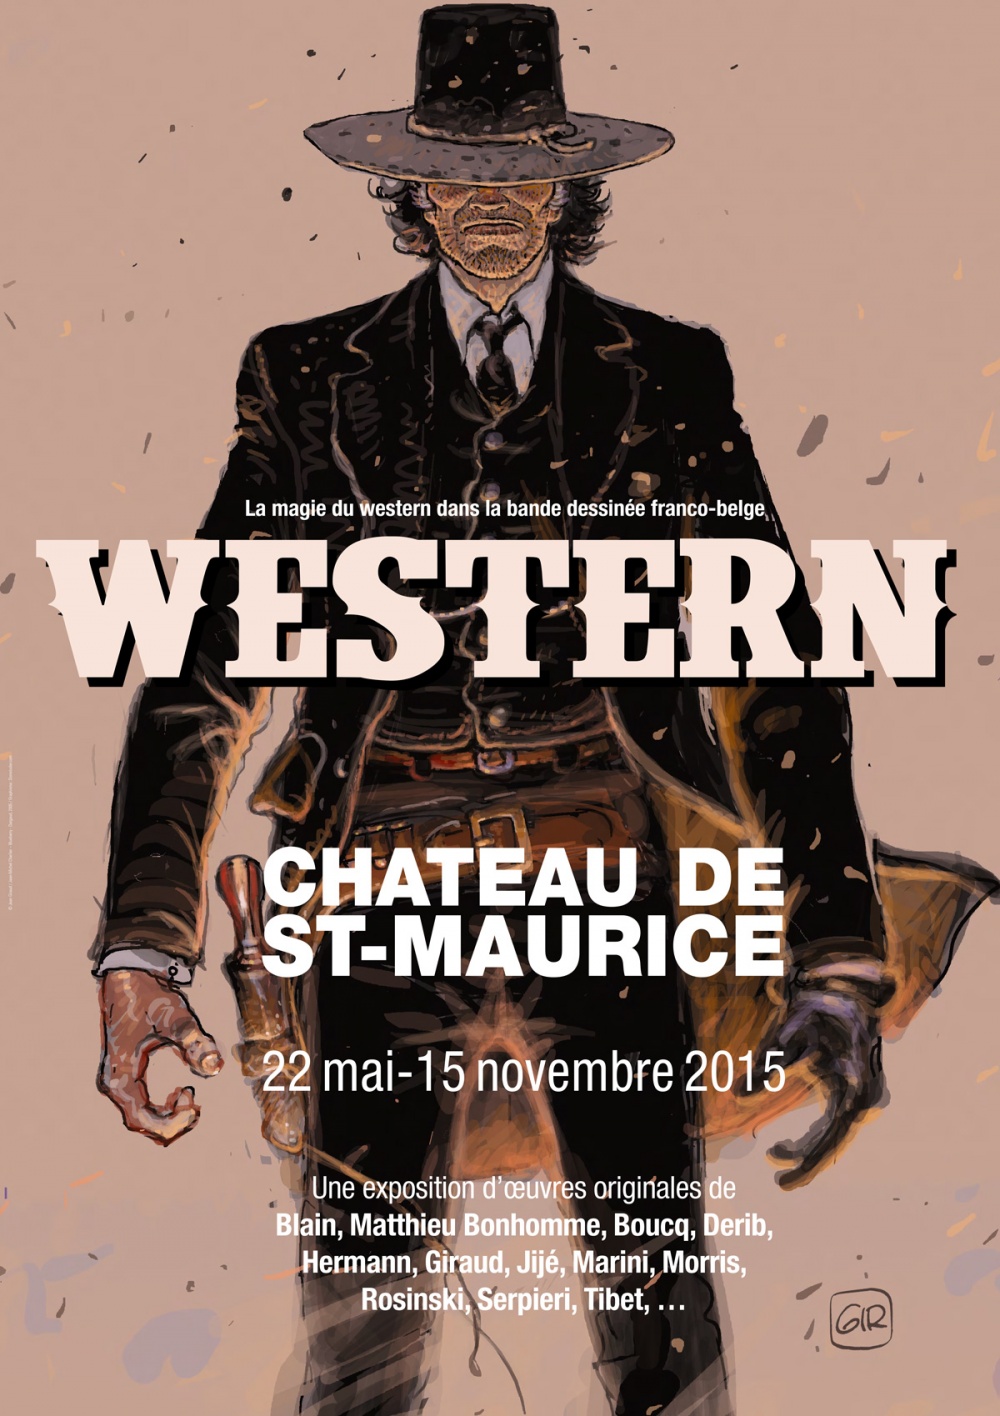 La magie du western dans la bande dessinée franco-belge
WESTERN
CHATEAU DE
ST-MAURICE
22 mai-15 novembre 2015
Une exposition d'œuvres originales de
Blain, Matthieu Bonhomme, Boucq, Derib,
Hermann, Giraud, Jijé, Marini, Morris,
Rosinski, Serpieri, Tibet, ...
GIR